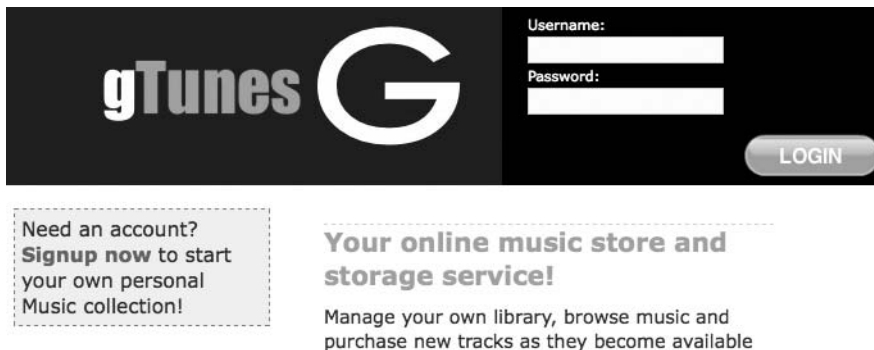 gTunes G
Username:
Password:
LOGIN
Need an account?
Signup now to start
your own personal
Music collection!
Your online music store and
storage service!
Manage your own library, browse music and
purchase new tracks as they become available